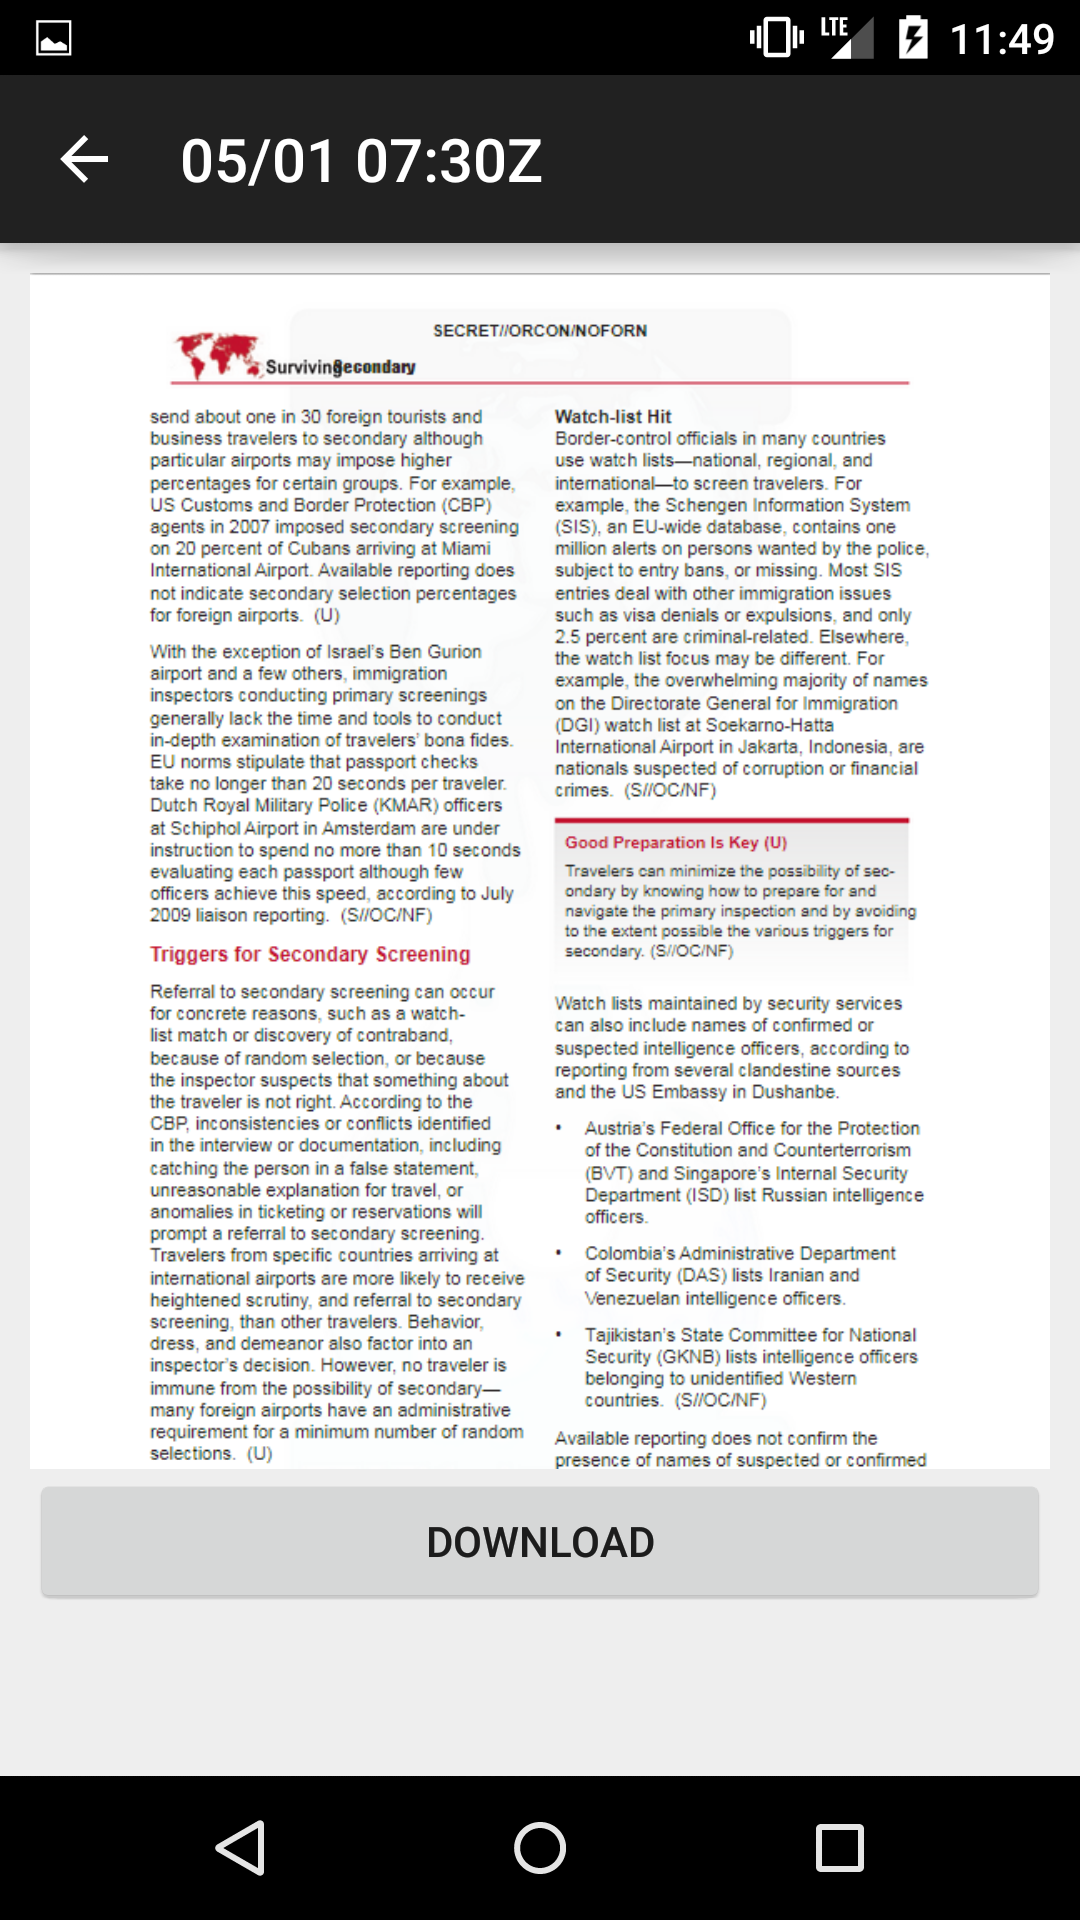 LTE 11:49
05/01 07:30Z
SECRET//ORCON/NOFORN
SurvivingSecondary
send about one in 30 foreign tourists and
business travelers to secondary although
particular airports may impose higher
percentages for certain groups. For example,
US Customs and Border Protection (CBP)
agents in 2007 imposed secondary screening
on 20 percent of Cubans arriving at Miami
International Airport. Available reporting does
not indicate secondary selection percentages
for foreign airports. (U)
With the exception of Israel's Ben Gurion
airport and a few others, immigration
inspectors conducting primary screenings
generally lack the time and tools to conduct
in-depth examination of travelers' bona fides.
EU norms stipulate that passport checks
take no longer than 20 seconds per traveler.
Dutch Royal Military Police (KMAR) officers
at Schiphol Airport in Amsterdam are under
instruction to spend no more than 10 seconds
evaluating each passport although few
officers achieve this speed, according to July
2009 liaison reporting. (S//OC/NF)
Triggers for Secondary Screening
Referral to secondary screening can occur
for concrete reasons, such as a watch-
list match or discovery of contraband,
because of random selection, or because
the inspector suspects that something about
the traveler is not right. According to the
CBP, inconsistencies or conflicts identified
in the interview or documentation, including
catching the person in a false statement,
unreasonable explanation for travel, or
anomalies in ticketing or reservations will
prompt a referral to secondary screening.
Travelers from specific countries arriving at
international airports are more likely to receive
heightened scrutiny, and referral to secondary
screening, than other travelers. Behavior,
dress, and demeanor also factor into an
inspector's decision. However, no traveler is
immune from the possibility of secondary—
many foreign airports have an administrative
requirement for a minimum number of random
selections. (U)
Watch-list Hit
Border-control officials in many countries
use watch lists—national, regional, and
international—to screen travelers. For
example, the Schengen Information System
(SIS), an EU-wide database, contains one
million alerts on persons wanted by the police,
subject to entry bans, or missing. Most SIS
entries deal with other immigration issues
such as visa denials or expulsions, and only
2.5 percent are criminal-related. Elsewhere,
the watch list focus may be different. For
example, the overwhelming majority of names
on the Directorate General for Immigration
(DGI) watch list at Soekarno-Hatta
International Airport in Jakarta, Indonesia, are
nationals suspected of corruption or financial
crimes. (S//OC/NF)
Good Preparation Is Key (U)
Travelers can minimize the possibility of sec-
ondary by knowing how to prepare for and
navigate the primary inspection and by avoiding
to the extent possible the various triggers for
secondary. (S//OC/NF)
Watch lists maintained by security services
can also include names of confirmed or
suspected intelligence officers, according to
reporting from several clandestine sources
and the US Embassy in Dushanbe.
• Austria's Federal Office for the Protection
of the Constitution and Counterterrorism
(BVT) and Singapore's Internal Security
Department (ISD) list Russian intelligence
officers.
• Colombia's Administrative Department
of Security (DAS) lists Iranian and
Venezuelan intelligence officers.
• Tajikistan's State Committee for National
Security (GKNB) lists intelligence officers
belonging to unidentified Western
countries. (S//OC/NF)
Available reporting does not confirm the
presence of names of suspected or confirmed
DOWNLOAD